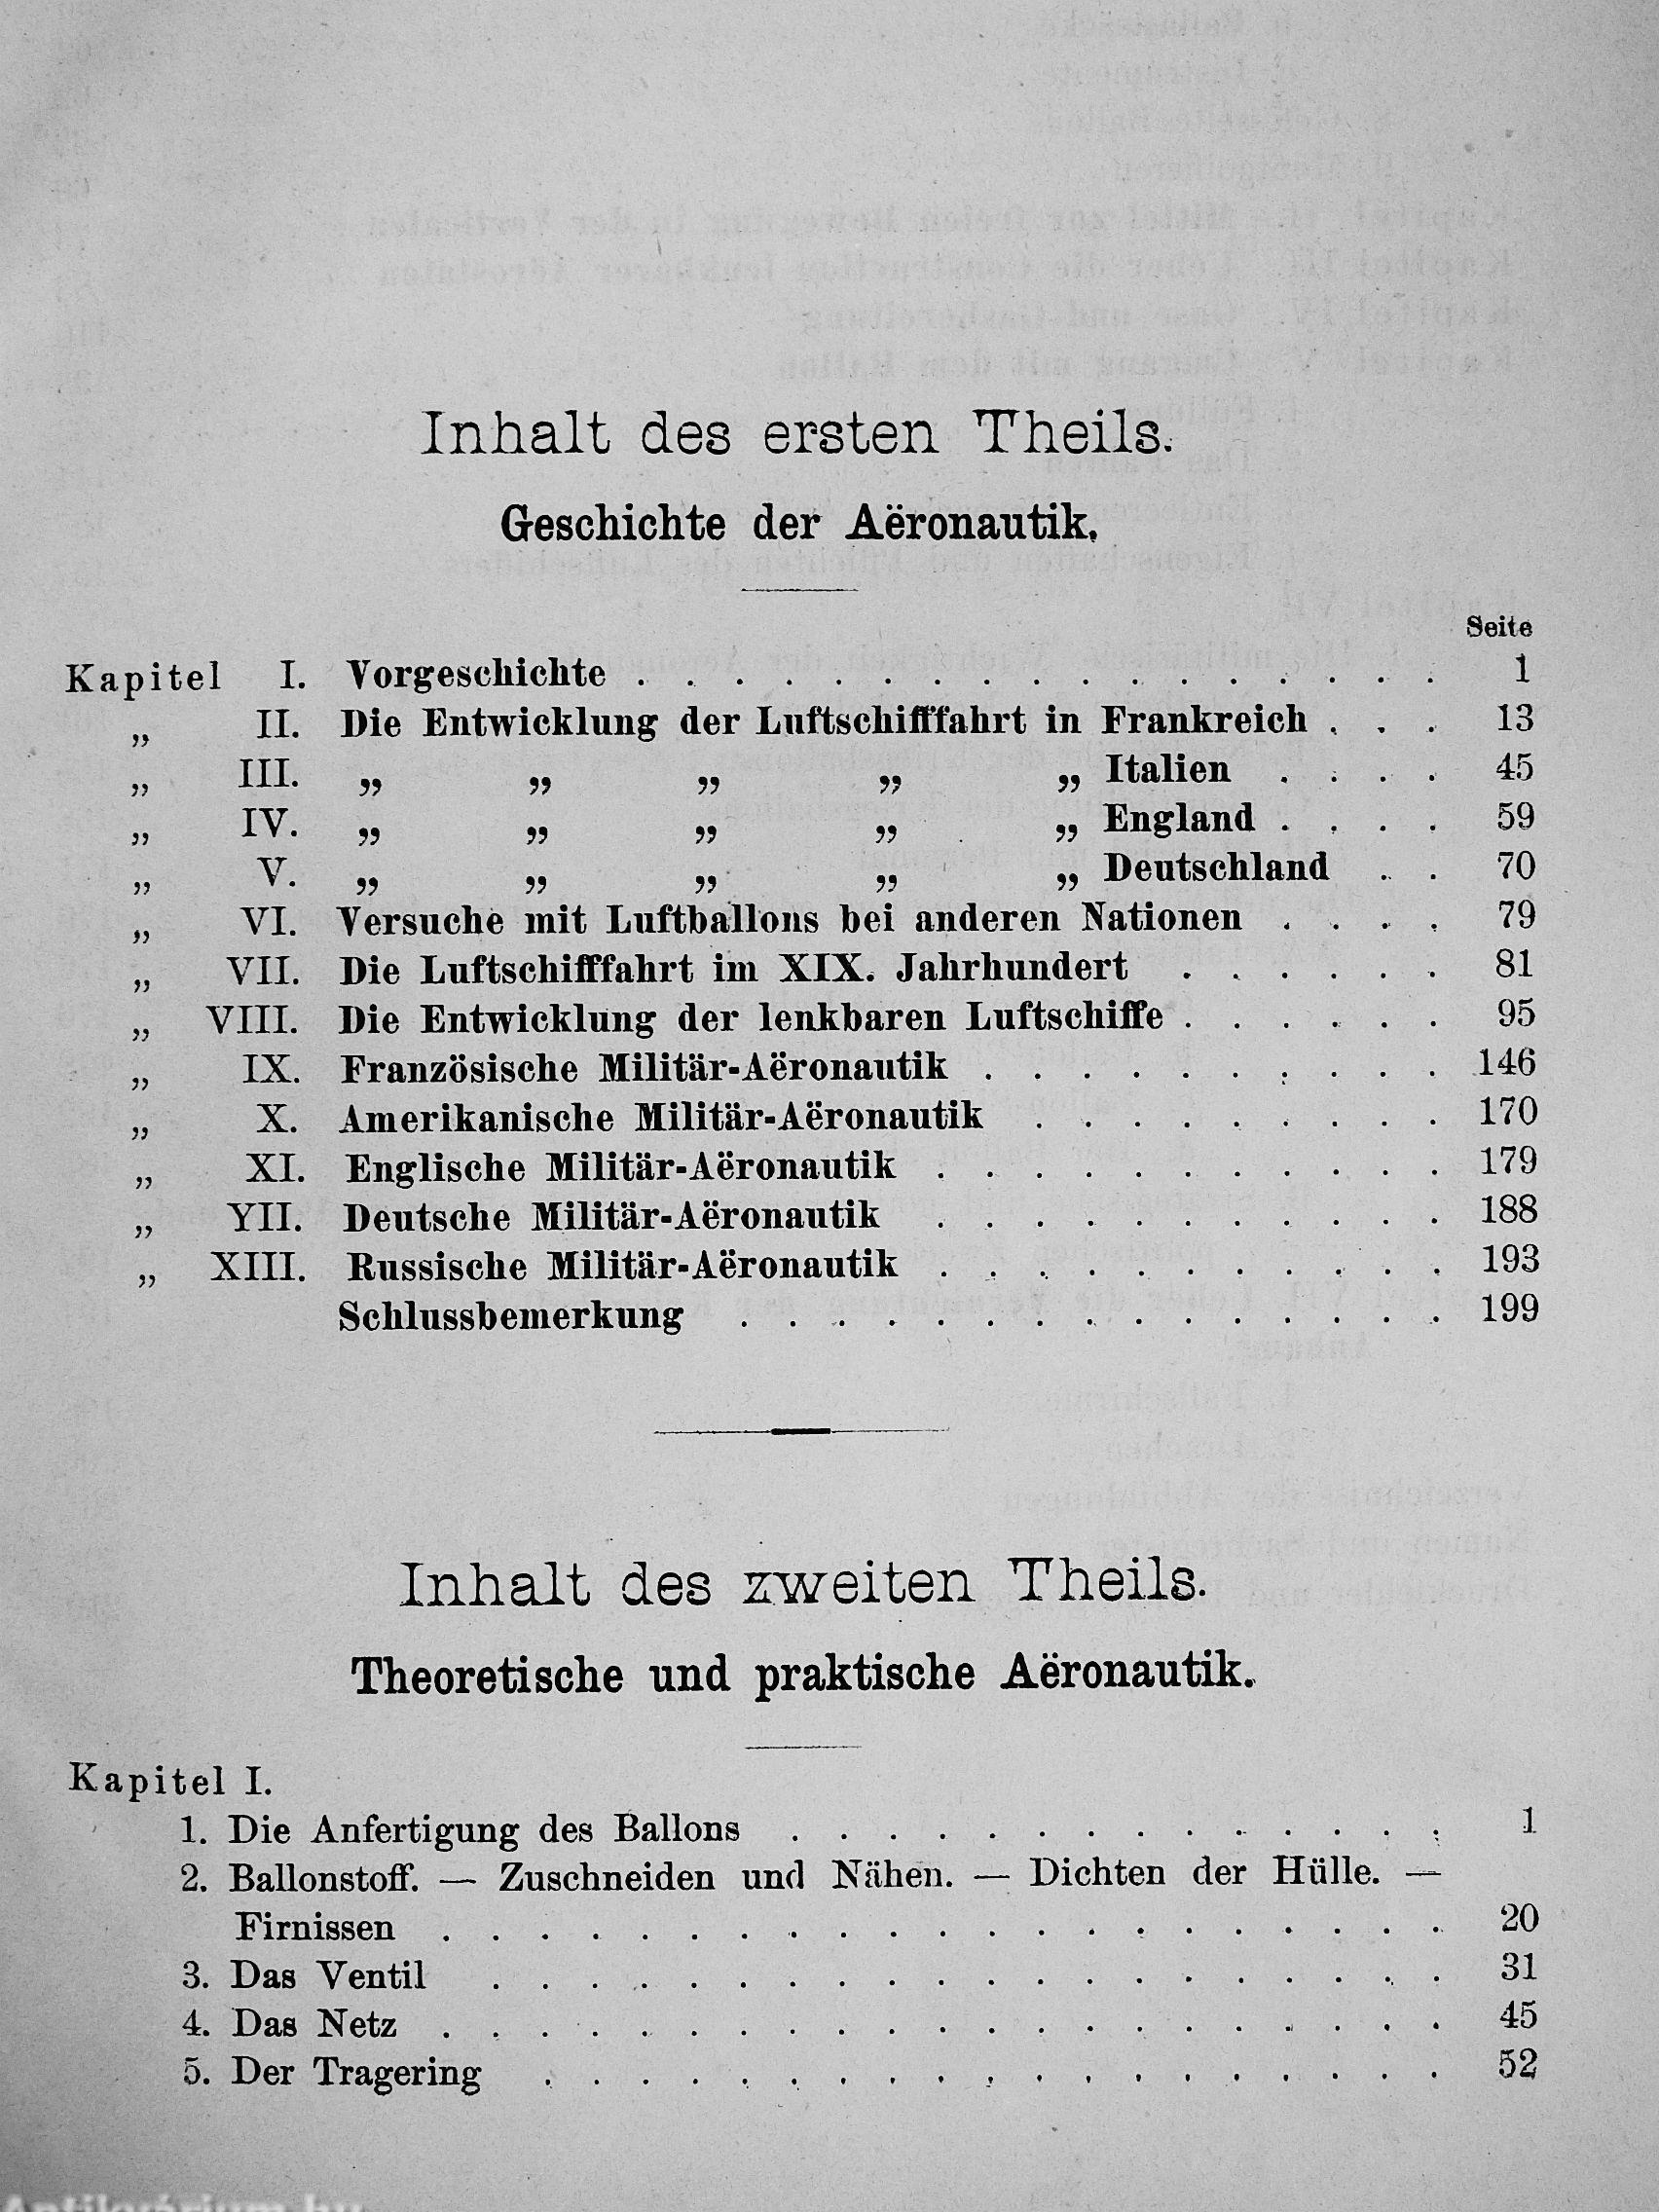 Inhalt des ersten Theils.
Geschichte der Aëronautik.
Seite
Kapitel I. Vorgeschichte . . . . . . . . . . . . . . . . . 1
„ II. Die Entwicklung der Luftschifffahrt in Frankreich . . . 13
„ III. „ „ „ „ „ Italien . . . . 45
„ IV. „ „ „ „ „ England . . . . 59
„ V. „ „ „ „ „ Deutschland . . 70
„ VI. Versuche mit Luftballons bei anderen Nationen . . . . 79
„ VII. Die Luftschifffahrt im XIX. Jahrhundert . . . . . . 81
„ VIII. Die Entwicklung der lenkbaren Luftschiffe . . . . . . 95
„ IX. Französische Militär-Aëronautik . . . . . . . . . . 146
„ X. Amerikanische Militär-Aëronautik . . . . . . . . . 170
„ XI. Englische Militär-Aëronautik . . . . . . . . . . . 179
„ YII. Deutsche Militär-Aëronautik . . . . . . . . . . . 188
„ XIII. Russische Militär-Aëronautik . . . . . . . . . . . 193
Schlussbemerkung . . . . . . . . . . . . . . . 199
Inhalt des zweiten Theils.
Theoretische und praktische Aëronautik.
Kapitel I.
1. Die Anfertigung des Ballons . . . . . . . . . . . . . . 1
2. Ballonstoff. — Zuschneiden und Nähen. — Dichten der Hülle. —
Firnissen . . . . . . . . . . . . . . . . . . . . . 20
3. Das Ventil . . . . . . . . . . . . . . . . . . . . 31
4. Das Netz . . . . . . . . . . . . . . . . . . . . . 45
5. Der Tragering . . . . . . . . . . . . . . . . . . . 52